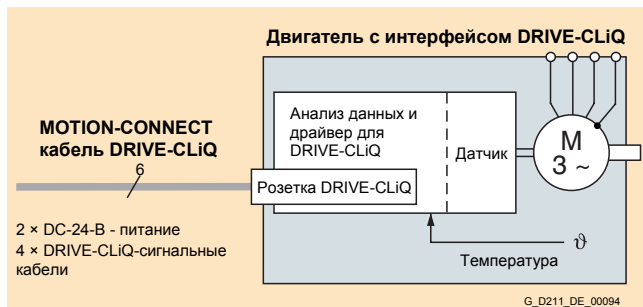 Двигатель с интерфейсом DRIVE-CLiQ
MOTION-CONNECT
кабель DRIVE-CLiQ
6
2 × DC-24-В - питание
4 × DRIVE-CLiQ-сигнальные
кабели
Анализ данных и
драйвер для
DRIVE-CLiQ
Датчик
Розетка DRIVE-CLiQ
M
3 ~
ϑ
Температура
G_D211_DE_00094